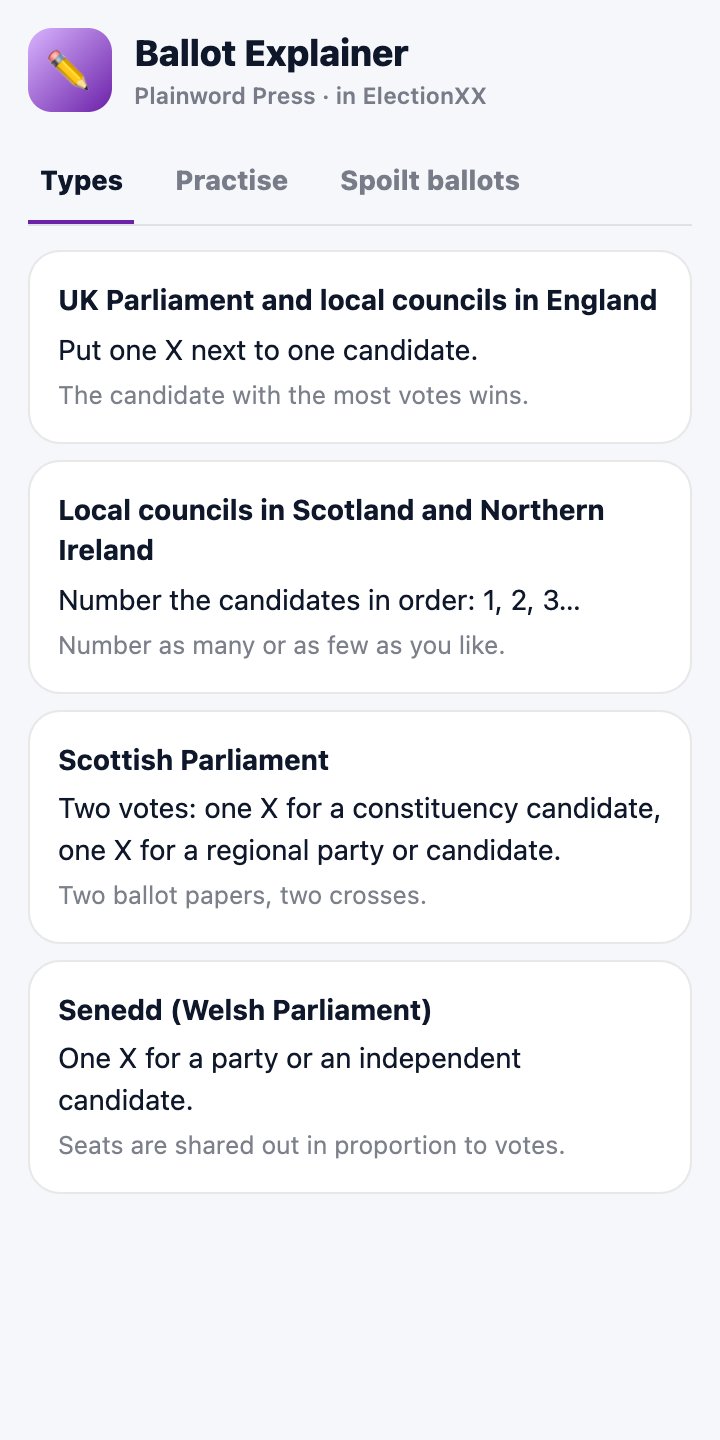 Ballot Explainer
Plainword Press · in ElectionXX
Types
Practise
Spoilt ballots
UK Parliament and local councils in England
Put one X next to one candidate.
The candidate with the most votes wins.
Local councils in Scotland and Northern
Ireland
Number the candidates in order: 1, 2, 3...
Number as many or as few as you like.
Scottish Parliament
Two votes: one X for a constituency candidate,
one X for a regional party or candidate.
Two ballot papers, two crosses.
Senedd (Welsh Parliament)
One X for a party or an independent
candidate.
Seats are shared out in proportion to votes.